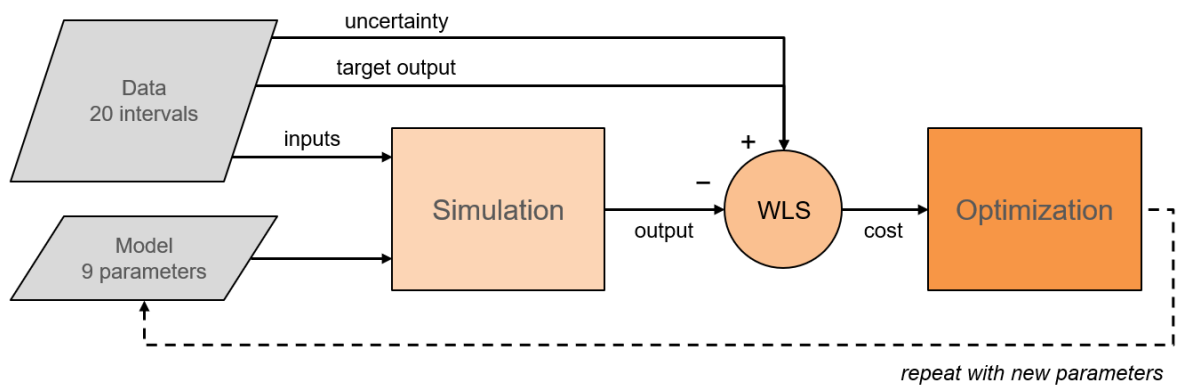 uncertainty
target output
Data
20 intervals
inputs
+
−
Simulation
WLS
Optimization
output
cost
Model
9 parameters
repeat with new parameters